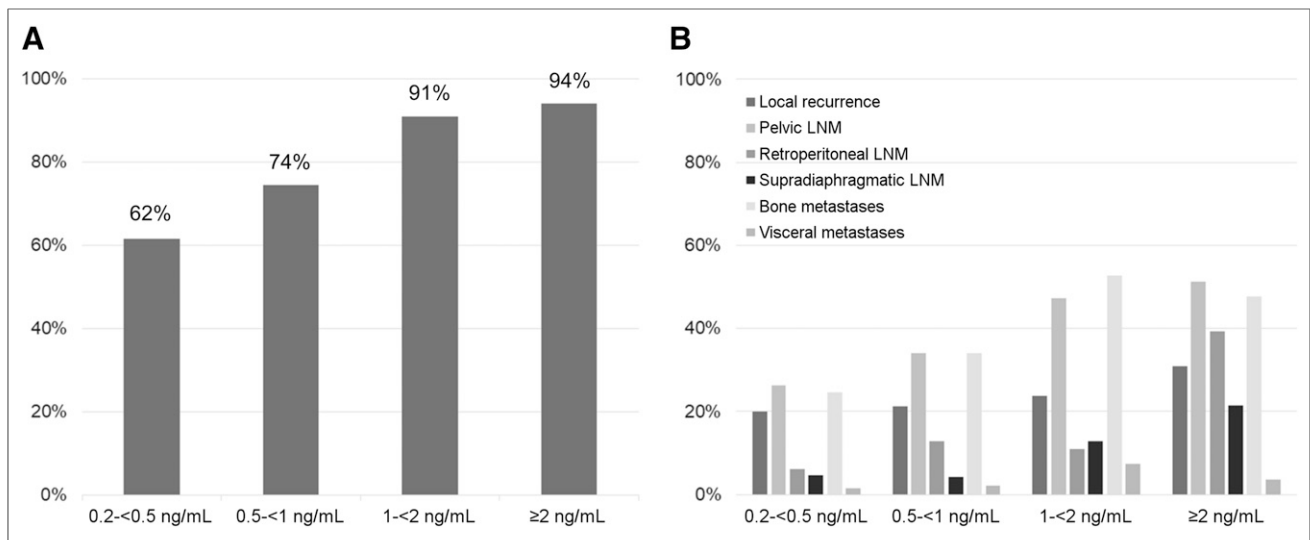 A
100%
80%
60%
40%
20%
0%
62%
74%
91%
94%
0.2-<0.5 ng/mL
0.5-<1 ng/mL
1-<2 ng/mL
≥2 ng/mL
B
100%
80%
60%
40%
20%
0%
Local recurrence
Pelvic LNM
Retroperitoneal LNM
Supradiaphragmatic LNM
Bone metastases
Visceral metastases
0.2-<0.5 ng/mL
0.5-<1 ng/mL
1-<2 ng/mL
≥2 ng/mL